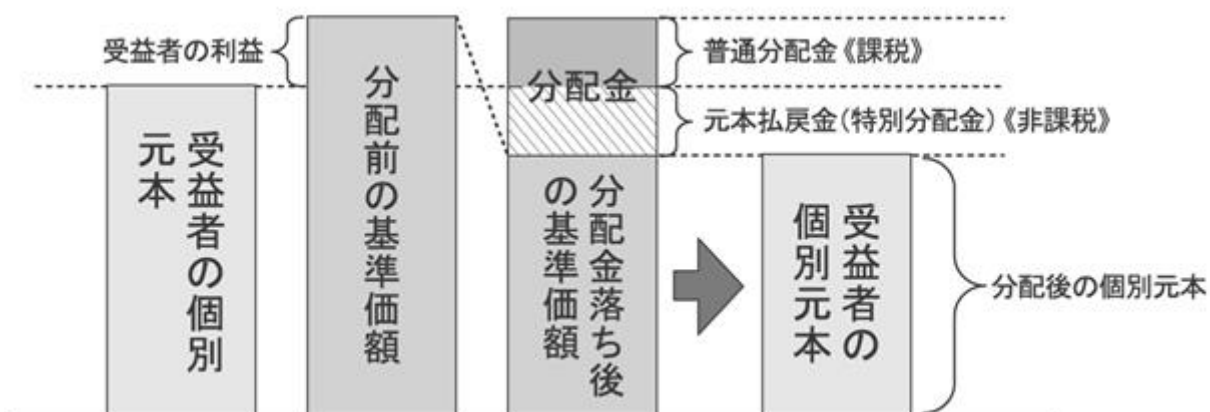 受益者の利益
受益者の個別
元本
分配前の基準価額
分配金
分配金落ち後
の基準価額
普通分配金《課税》
元本払戻金(特別分配金)《非課税》
受益者の
個別元本
分配後の個別元本